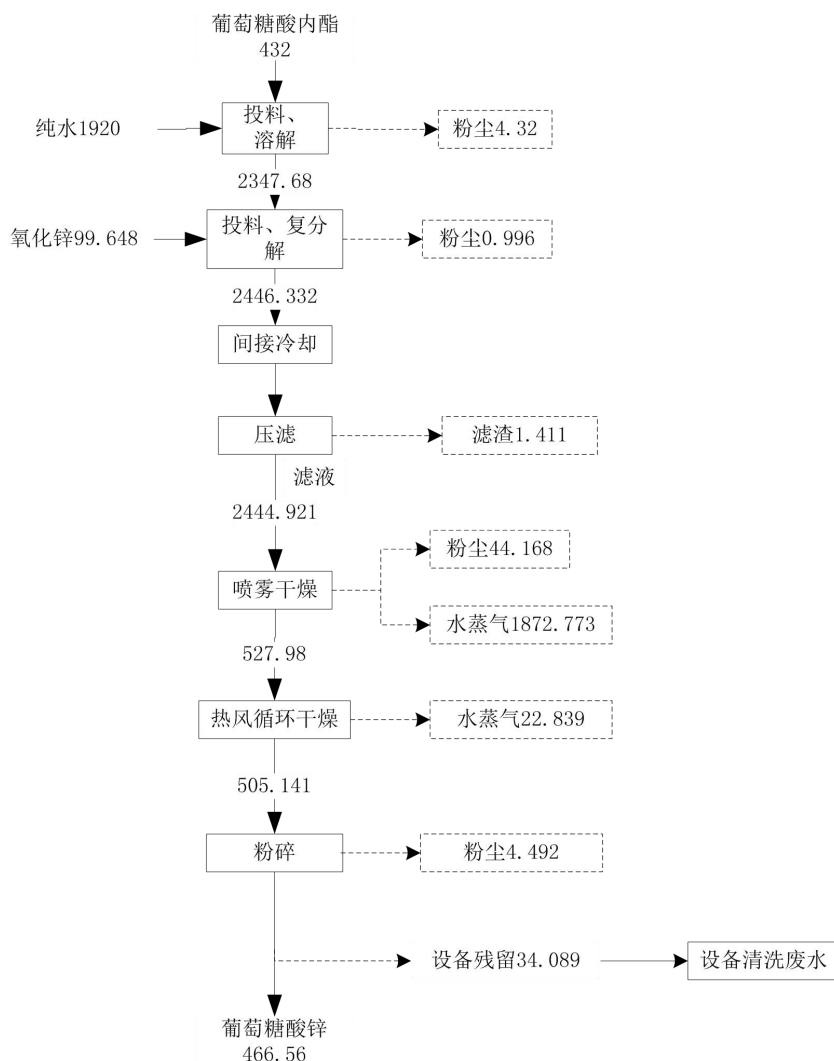 葡萄糖酸内酯
432
纯水1920
投料、
溶解
粉尘4.32
2347.68
氧化锌99.648
投料、复分
解
粉尘0.996
2446.332
间接冷却
压滤
滤渣1.411
滤液
2444.921
粉尘44.168
喷雾干燥
水蒸气1872.773
527.98
热风循环干燥
水蒸气22.839
505.141
粉碎
粉尘4.492
设备残留34.089
设备清洗废水
葡萄糖酸锌
466.56